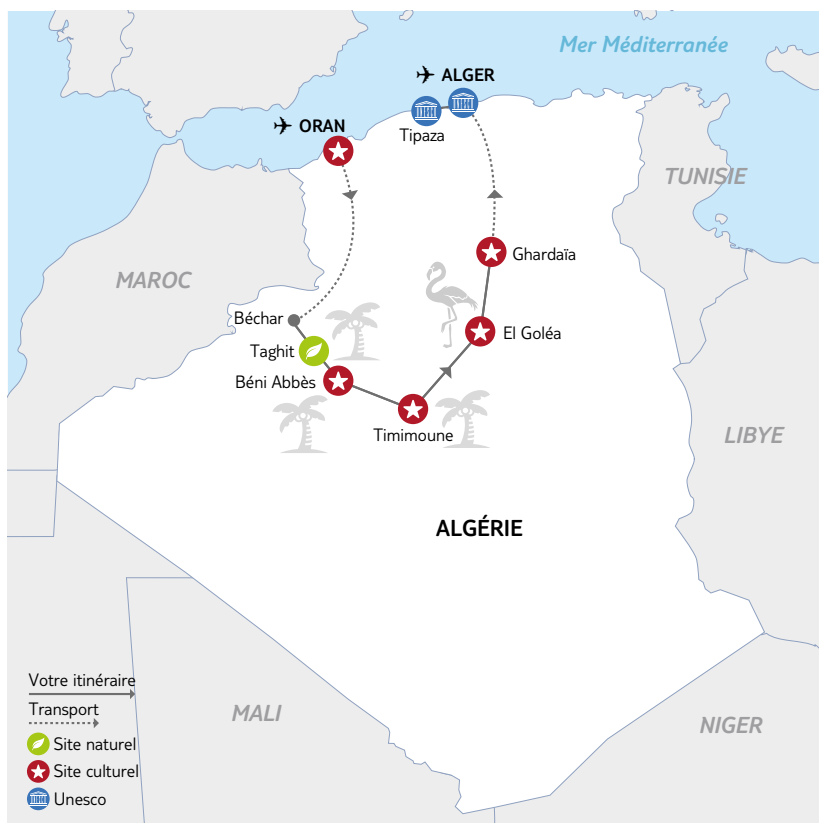 Mer Méditerranée
ALGER
ORAN
Tipaza
TUNISIE
Ghardaïa
MAROC
Béchar
El Goléa
Taghit
Béni Abbès
Timimoune
LIBYE
ALGÉRIE
Votre itinéraire
Transport
MALI
NIGER
Site naturel
Site culturel
Unesco